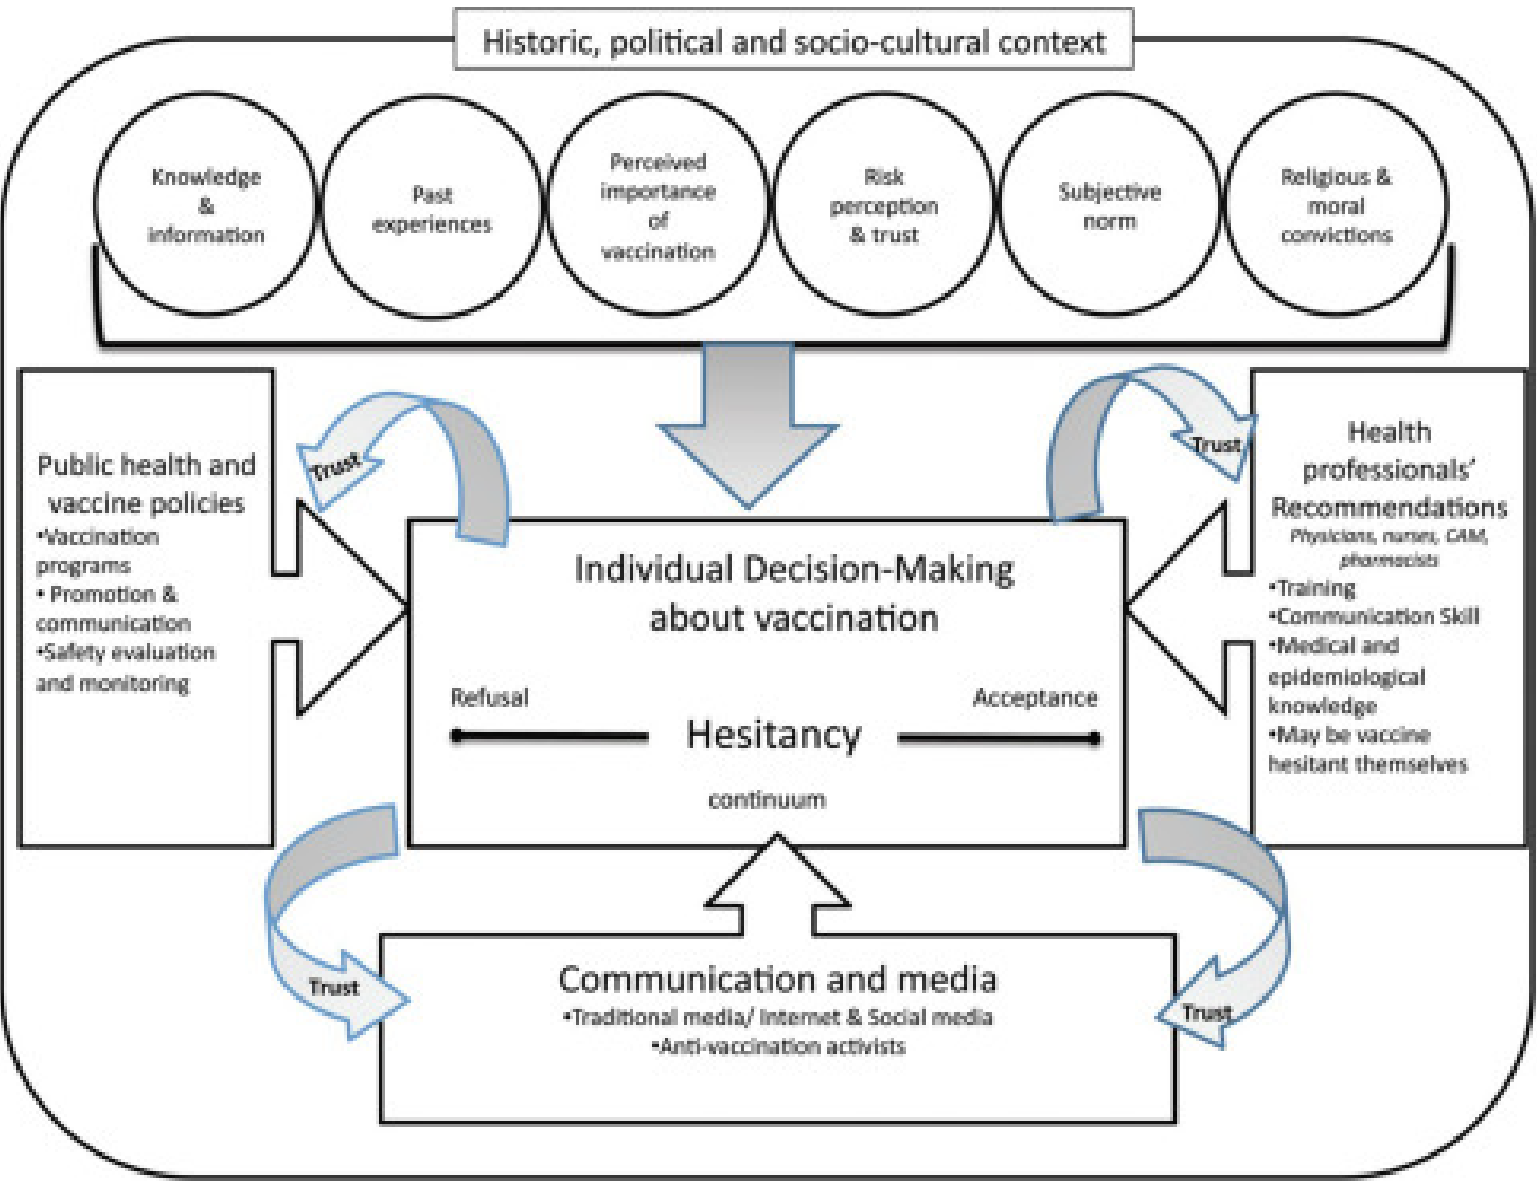 Historic, political and socio-cultural context
Knowledge
&
information
Past
experiences
Perceived
importance
of
vaccination
Risk
perception
& trust
Subjective
norm
Religious &
moral
convictions
Public health and
vaccine policies
•Vaccination
programs
• Promotion &
communication
•Safety evaluation
and monitoring
Trust
Trust
Health
professionals'
Recommendations
Physicians, nurses, CAM,
pharmacists
•Training
•Communication Skill
•Medical and
epidemiological
knowledge
•May be vaccine
hesitant themselves
Individual Decision-Making
about vaccination
Refusal
Acceptance
Hesitancy
continuum
Trust
Trust
Communication and media
•Traditional media/ Internet & Social media
•Anti-vaccination activists